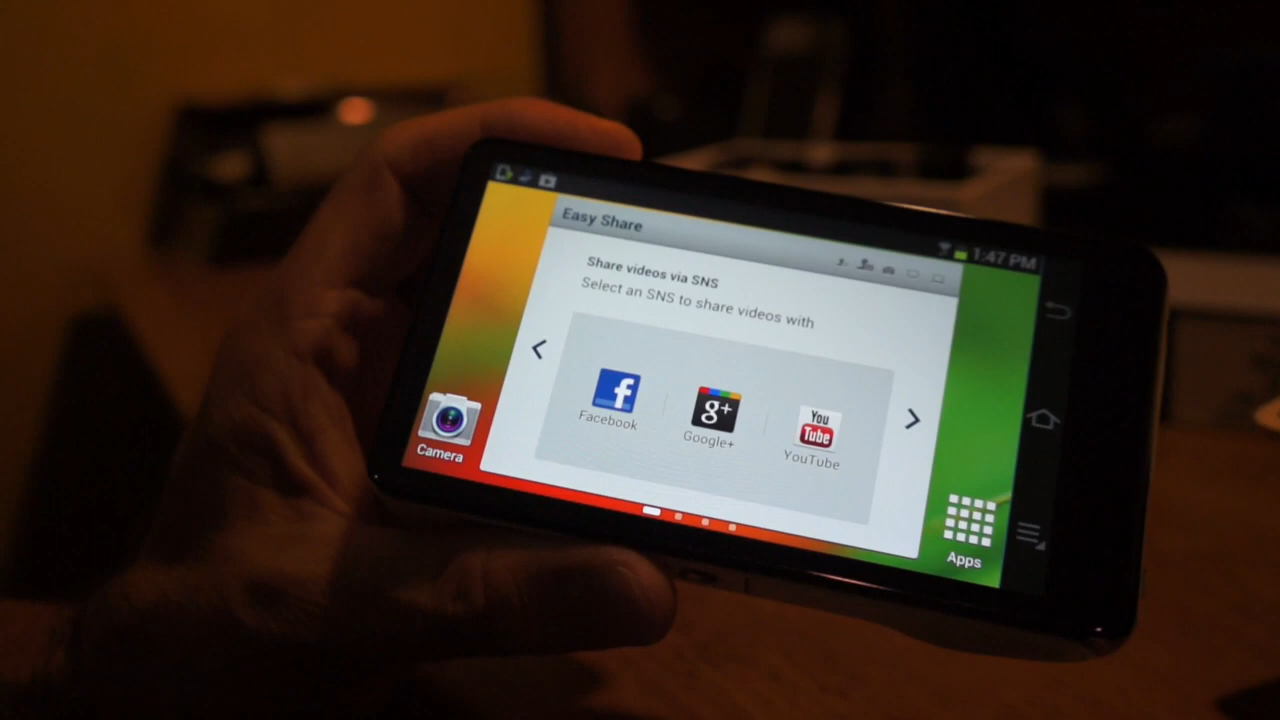 1:47 PM
Easy Share
Share videos via SNS
Select an SNS to share videos with
f
g+
You
Tube
Facebook
Google+
YouTube
Camera
Apps